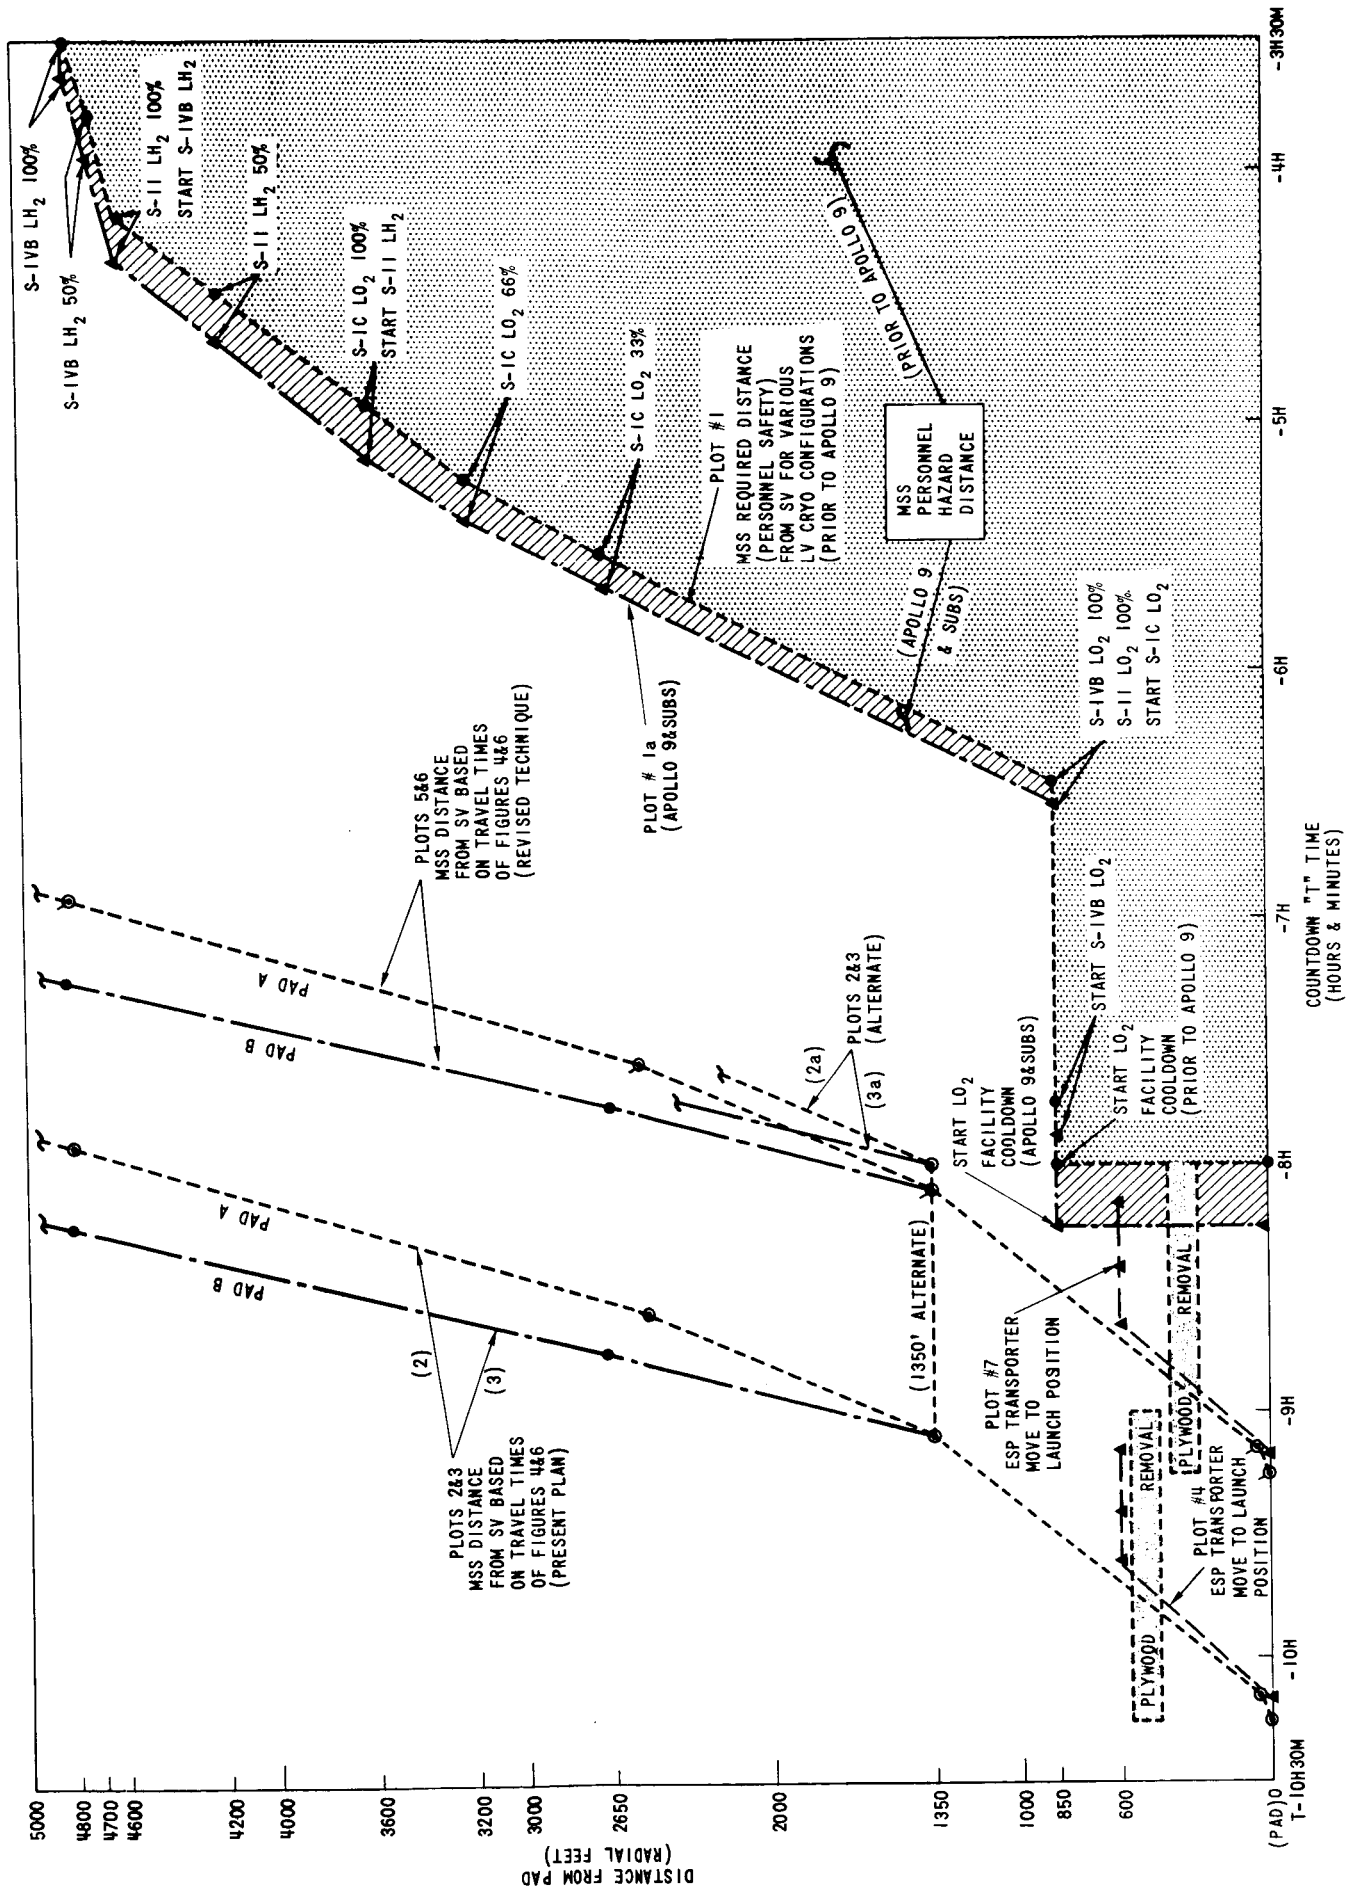 S-IVB LH2 100%
S-IVB LH2 50%
S-II LH2 100%
START S-IVB LH2
S-II LH2 50%
S-IC LO2 100%
START S-II LH2
S-IC LO2 66%
S-IC LO2 33%
PLOT #1
MSS REQUIRED DISTANCE
(PERSONNEL SAFETY)
FROM SV FOR VARIOUS
LV CRYO CONFIGURATIONS
(PRIOR TO APOLLO 9)
(PRIOR TO APOLLO 9)
MSS
PERSONNEL
HAZARD
DISTANCE
(APOLLO 9
& SUBS)
S-IVB LO2 100%
S-II LO2 100%
START S-IC LO2
PLOT # 1a
(APOLLO 9&SUBS)
PLOTS 5&6
MSS DISTANCE
FROM SV BASED
ON TRAVEL TIMES
OF FIGURES 4&6
(REVISED TECHNIQUE)
PAD A
PAD B
PLOTS 2&3
(ALTERNATE)
(2a)
(3a)
START S-IVB LO2
START LO2
FACILITY
COOLDOWN
(PRIOR TO APOLLO 9)
START LO2
FACILITY
COOLDOWN
(APOLLO 9&SUBS)
PAD A
PAD B
(2)
(3)
PLOTS 2&3
MSS DISTANCE
FROM SV BASED
ON TRAVEL TIMES
OF FIGURES 4&6
(PRESENT PLAN)
(1350' ALTERNATE)
PLOT #7
ESP TRANSPORTER
MOVE TO
LAUNCH POSITION
PLYWOOD REMOVAL
PLYWOOD REMOVAL
PLOT #4
ESP TRANSPORTER
MOVE TO LAUNCH
POSITION
DISTANCE FROM PAD
(RADIAL FEET)
5000
4800
4700
4200
4000
3200
3000
2650
2000
1350
1000
850
600
(PAD)0
T-10H30M
-10H
-9H
-8H
-7H
-6H
-5H
-4H
-3H30M
COUNTDOWN "T" TIME
(HOURS & MINUTES)